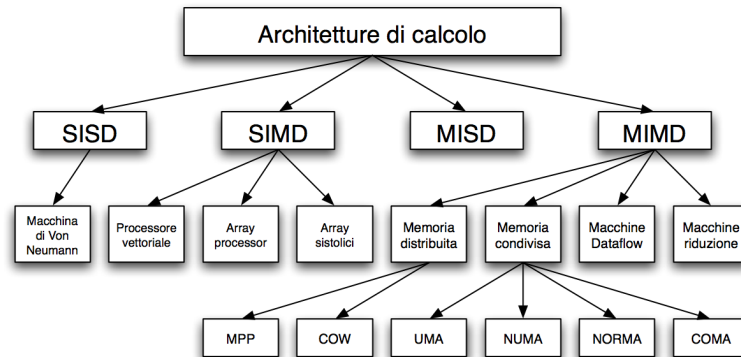 Architetture di calcolo
SISD
SIMD
MISD
MIMD
Macchina
di Von
Neumann
Processore
vettoriale
Array
processor
Array
sistolici
Memoria
distribuita
Memoria
condivisa
Macchine
Dataflow
Macchine
riduzione
MPP
COW
UMA
NUMA
NORMA
COMA